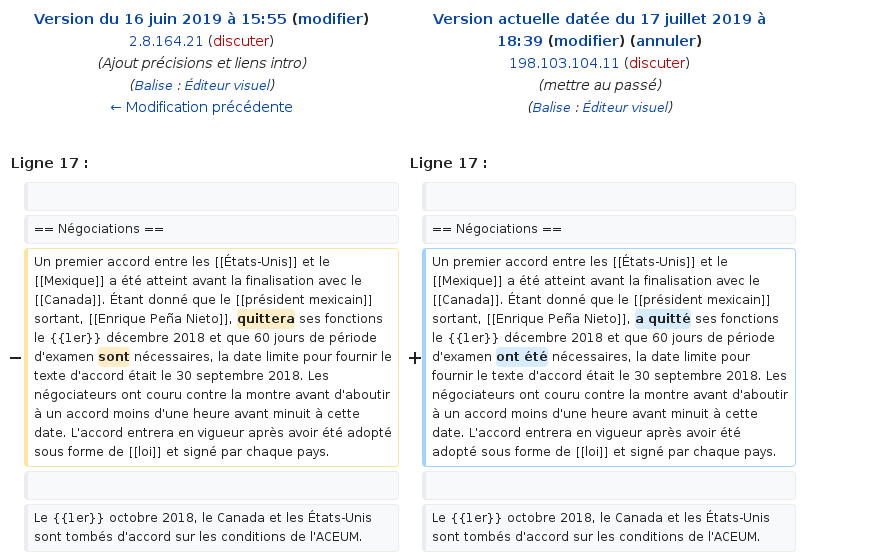 Version du 16 juin 2019 à 15:55 (modifier)
2.8.164.21 (discuter)
(Ajout précisions et liens intro)
(Balise : Éditeur visuel)
← Modification précédente
Version actuelle datée du 17 juillet 2019 à
18:39 (modifier) (annuler)
198.103.104.11 (discuter)
(mettre au passé)
(Balise : Éditeur visuel)
Ligne 17 :
Ligne 17 :
== Négociations ==
== Négociations ==
−
Un premier accord entre les [[États-Unis]] et le
[[Mexique]] a été atteint avant la finalisation avec le
[[Canada]]. Étant donné que le [[président mexicain]]
sortant, [[Enrique Peña Nieto]], quittera ses fonctions
le {{1er}} décembre 2018 et que 60 jours de période
d'examen sont nécessaires, la date limite pour fournir le
texte d'accord était le 30 septembre 2018. Les
négociateurs ont couru contre la montre avant d'aboutir
à un accord moins d'une heure avant minuit à cette
date. L'accord entrera en vigueur après avoir été adopté
sous forme de [[loi]] et signé par chaque pays.
+
Un premier accord entre les [[États-Unis]] et le
[[Mexique]] a été atteint avant la finalisation avec le
[[Canada]]. Étant donné que le [[président mexicain]]
sortant, [[Enrique Peña Nieto]], a quitté ses fonctions
le {{1er}} décembre 2018 et que 60 jours de période
d'examen ont été nécessaires, la date limite pour
fournir le texte d'accord était le 30 septembre 2018. Les
négociateurs ont couru contre la montre avant d'aboutir
à un accord moins d'une heure avant minuit à cette
date. L'accord entrera en vigueur après avoir été
adopté sous forme de [[loi]] et signé par chaque pays.
Le {{1er}} octobre 2018, le Canada et les États-Unis
sont tombés d'accord sur les conditions de l'ACEUM.
Le {{1er}} octobre 2018, le Canada et les États-Unis
sont tombés d'accord sur les conditions de l'ACEUM.